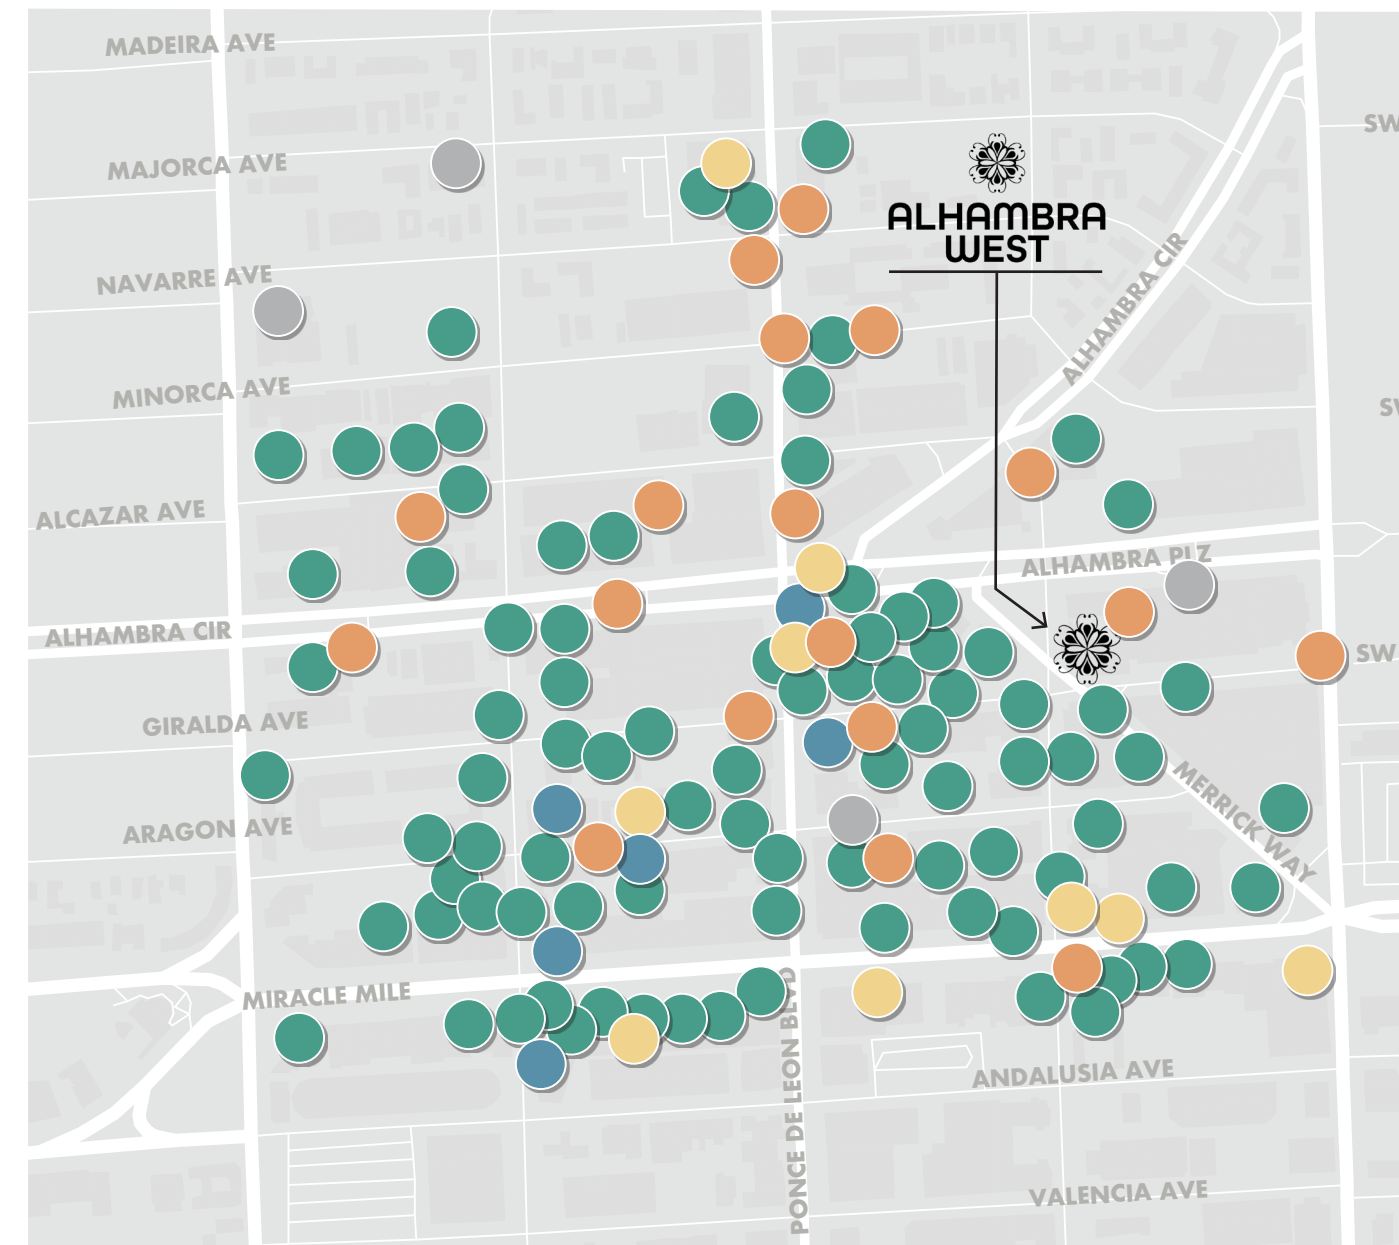 MADEIRA AVE
SW
MAJORCA AVE
ALHAMBRA
WEST
NAVARRE AVE
ALHAMBRA CIR
MINORCA AVE
SW
ALCAZAR AVE
ALHAMBRA PLZ
ALHAMBRA CIR
SW
GIRALDA AVE
MERRICK WAY
ARAGON AVE
MIRACLE MILE
PONCE DE LEON BLVD
ANDALUSIA AVE
VALENCIA AVE